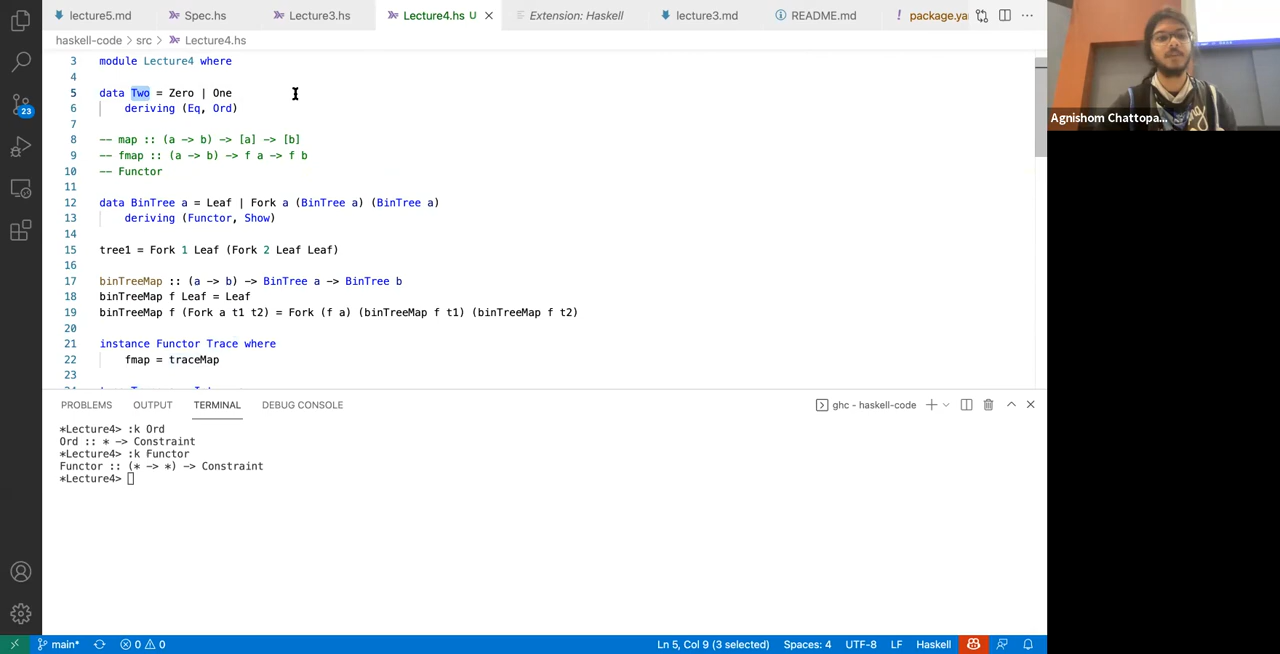 lecture5.md Spec.hs Lecture3.hs Lecture4.hs U Extension: Haskell lecture3.md README.md ! package.ya
haskell-code > src > Lecture4.hs
3 module Lecture4 where
4
5 data Two = Zero | One
6 deriving (Eq, Ord)
7
8 -- map :: (a -> b) -> [a] -> [b]
9 -- fmap :: (a -> b) -> f a -> f b
10 -- Functor
11
12 data BinTree a = Leaf | Fork a (BinTree a) (BinTree a)
13 deriving (Functor, Show)
14
15 tree1 = Fork 1 Leaf (Fork 2 Leaf Leaf)
16
17 binTreeMap :: (a -> b) -> BinTree a -> BinTree b
18 binTreeMap f Leaf = Leaf
19 binTreeMap f (Fork a t1 t2) = Fork (f a) (binTreeMap f t1) (binTreeMap f t2)
20
21 instance Functor Trace where
22 fmap = traceMap
23
23
PROBLEMS OUTPUT TERMINAL DEBUG CONSOLE ghc - haskell-code
*Lecture4> :k Ord
Ord :: * -> Constraint
*Lecture4> :k Functor
Functor :: (* -> *) -> Constraint
*Lecture4>
main* 0 0 Ln 5, Col 9 (3 selected) Spaces: 4 UTF-8 LF Haskell
Agnishom Chattopa...